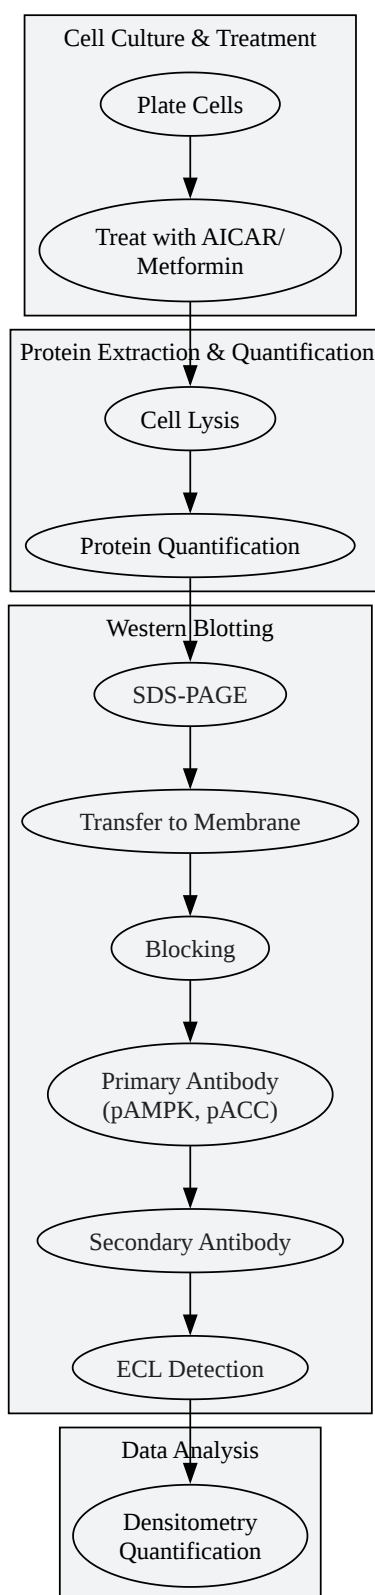 Cell Culture & Treatment
Plate Cells
Treat with AICAR/
Metformin
Protein Extraction & Quantification
Cell Lysis
Protein Quantification
Western Blotting
SDS-PAGE
Transfer to Membrane
Blocking
Primary Antibody
(pAMPK, pACC)
Secondary Antibody
ECL Detection
Data Analysis
Densitometry
Quantification